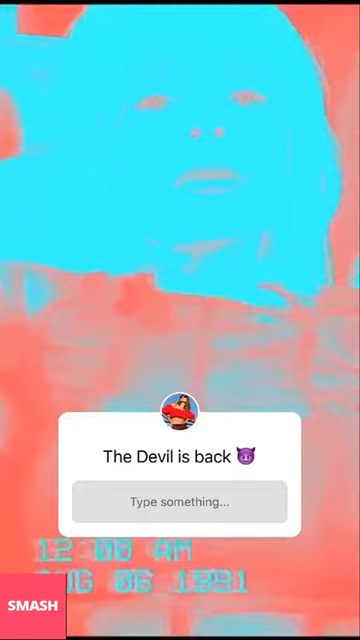 The Devil is back 😈
Type something...
12 00 AM
AUG 06 1991
SMASH